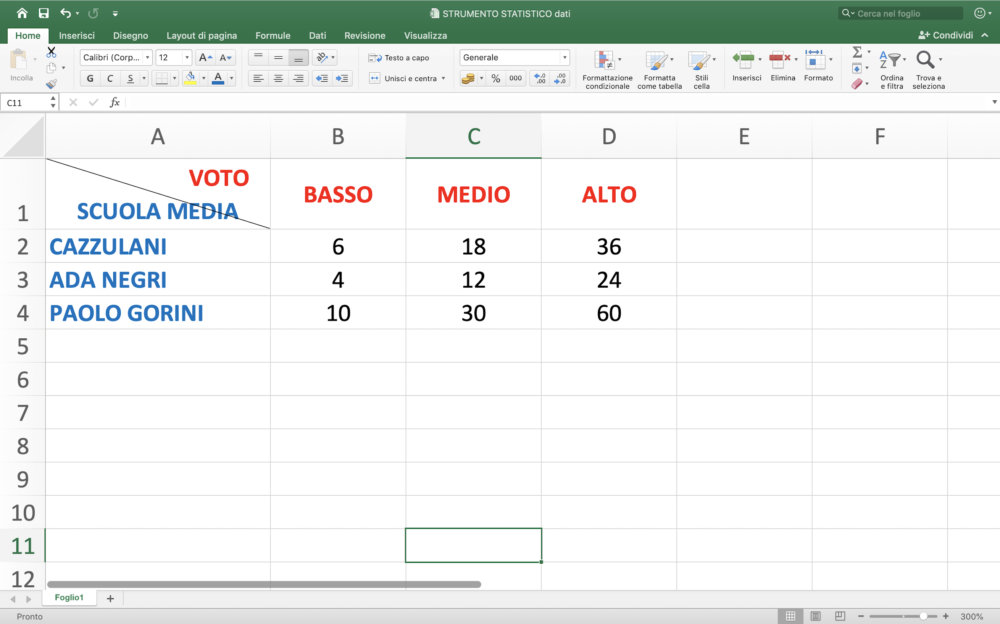 STRUMENTO STATISTICO dati
Cerca nel foglio
Home Inserisci Disegno Layout di pagina Formule Dati Revisione Visualizza Condividi
Incolla
Calibri (Corp... 12
G C S
Testo a capo
Unisci e centra
Generale
% 000
Formattazione condizionale
Formatta come tabella
Stili cella
Inserisci Elimina Formato
Ordina e filtra
Trova e seleziona
C11 fx
A B C D E F
1 VOTO SCUOLA MEDIA BASSO MEDIO ALTO
2 CAZZULANI 6 18 36
3 ADA NEGRI 4 12 24
4 PAOLO GORINI 10 30 60
5
6
7
8
9
10
11
12
Foglio1 +
Pronto 300%